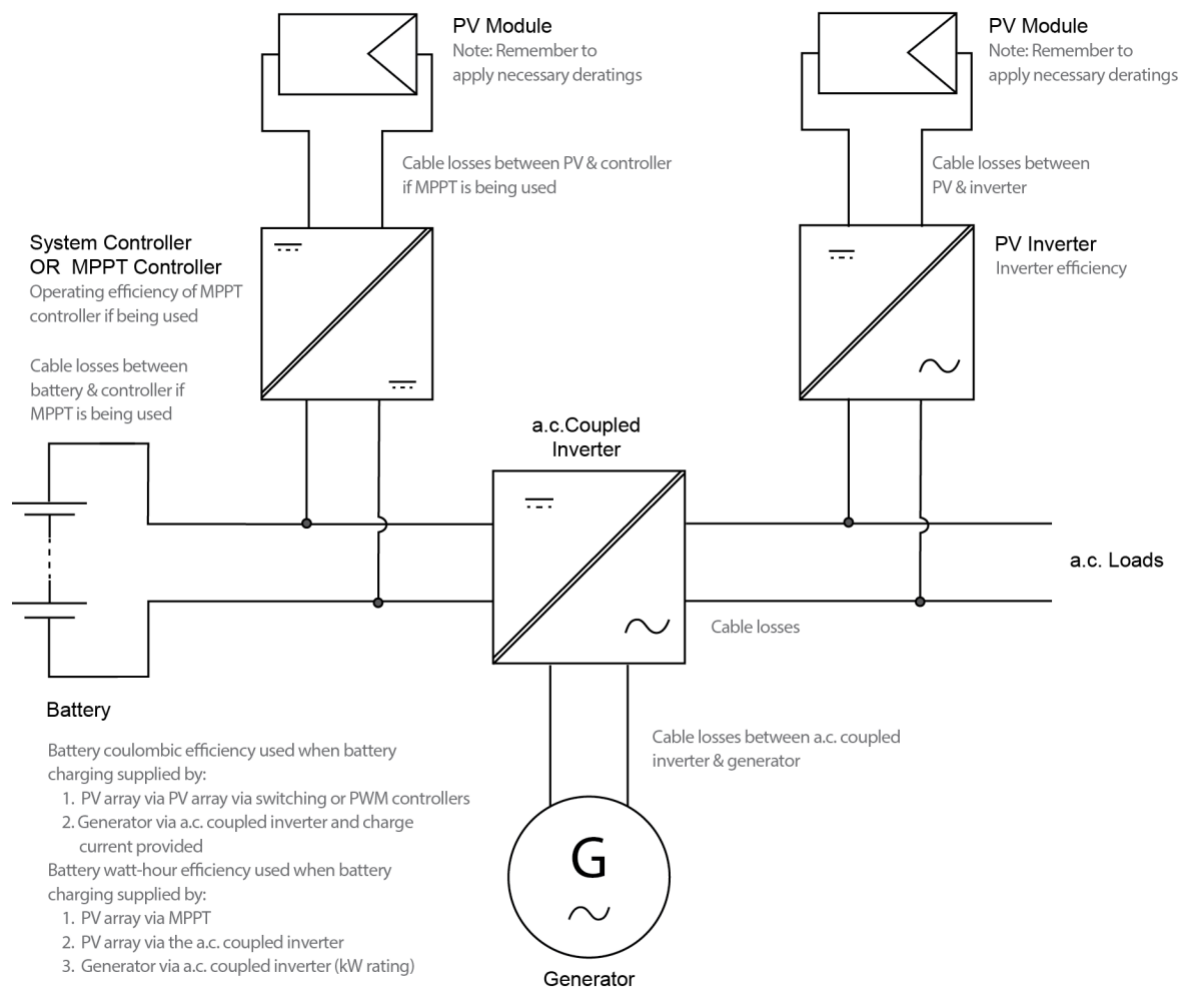 PV Module
Note: Remember to
apply necessary deratings
PV Module
Note: Remember to
apply necessary deratings
Cable losses between PV & controller
if MPPT is being used
Cable losses between
PV & inverter
System Controller
OR MPPT Controller
Operating efficiency of MPPT
controller if being used
PV Inverter
Inverter efficiency
Cable losses between
battery & controller if
MPPT is being used
a.c.Coupled
Inverter
a.c. Loads
Cable losses
Battery
Battery coulombic efficiency used when battery
charging supplied by:
1. PV array via PV array via switching or PWM controllers
2. Generator via a.c. coupled inverter and charge
current provided
Battery watt-hour efficiency used when battery
charging supplied by:
1. PV array via MPPT
2. PV array via the a.c. coupled inverter
3. Generator via a.c. coupled inverter (kW rating)
Cable losses between a.c. coupled
inverter & generator
G
Generator